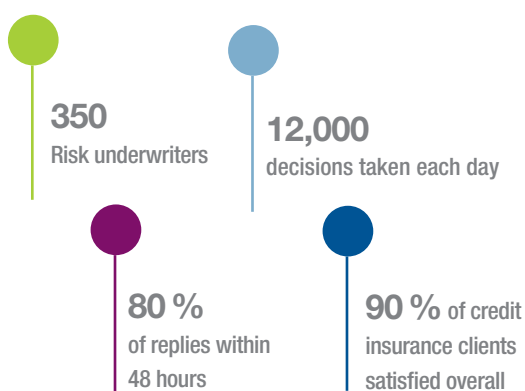 350
Risk underwriters
12,000
decisions taken each day
80 %
of replies within
48 hours
90 % of credit
insurance clients
satisfied overall